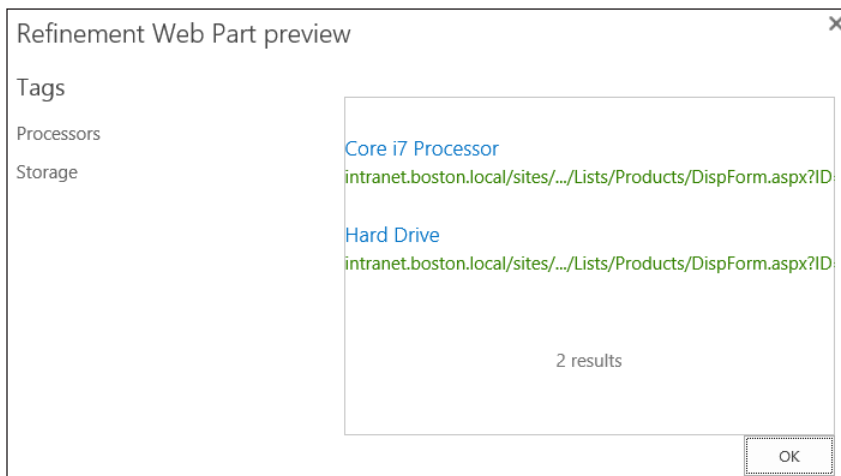 Refinement Web Part preview
Tags
Processors
Storage
Core i7 Processor
intranet.boston.local/sites/.../Lists/Products/DispForm.aspx?ID=
Hard Drive
intranet.boston.local/sites/.../Lists/Products/DispForm.aspx?ID=
2 results
OK